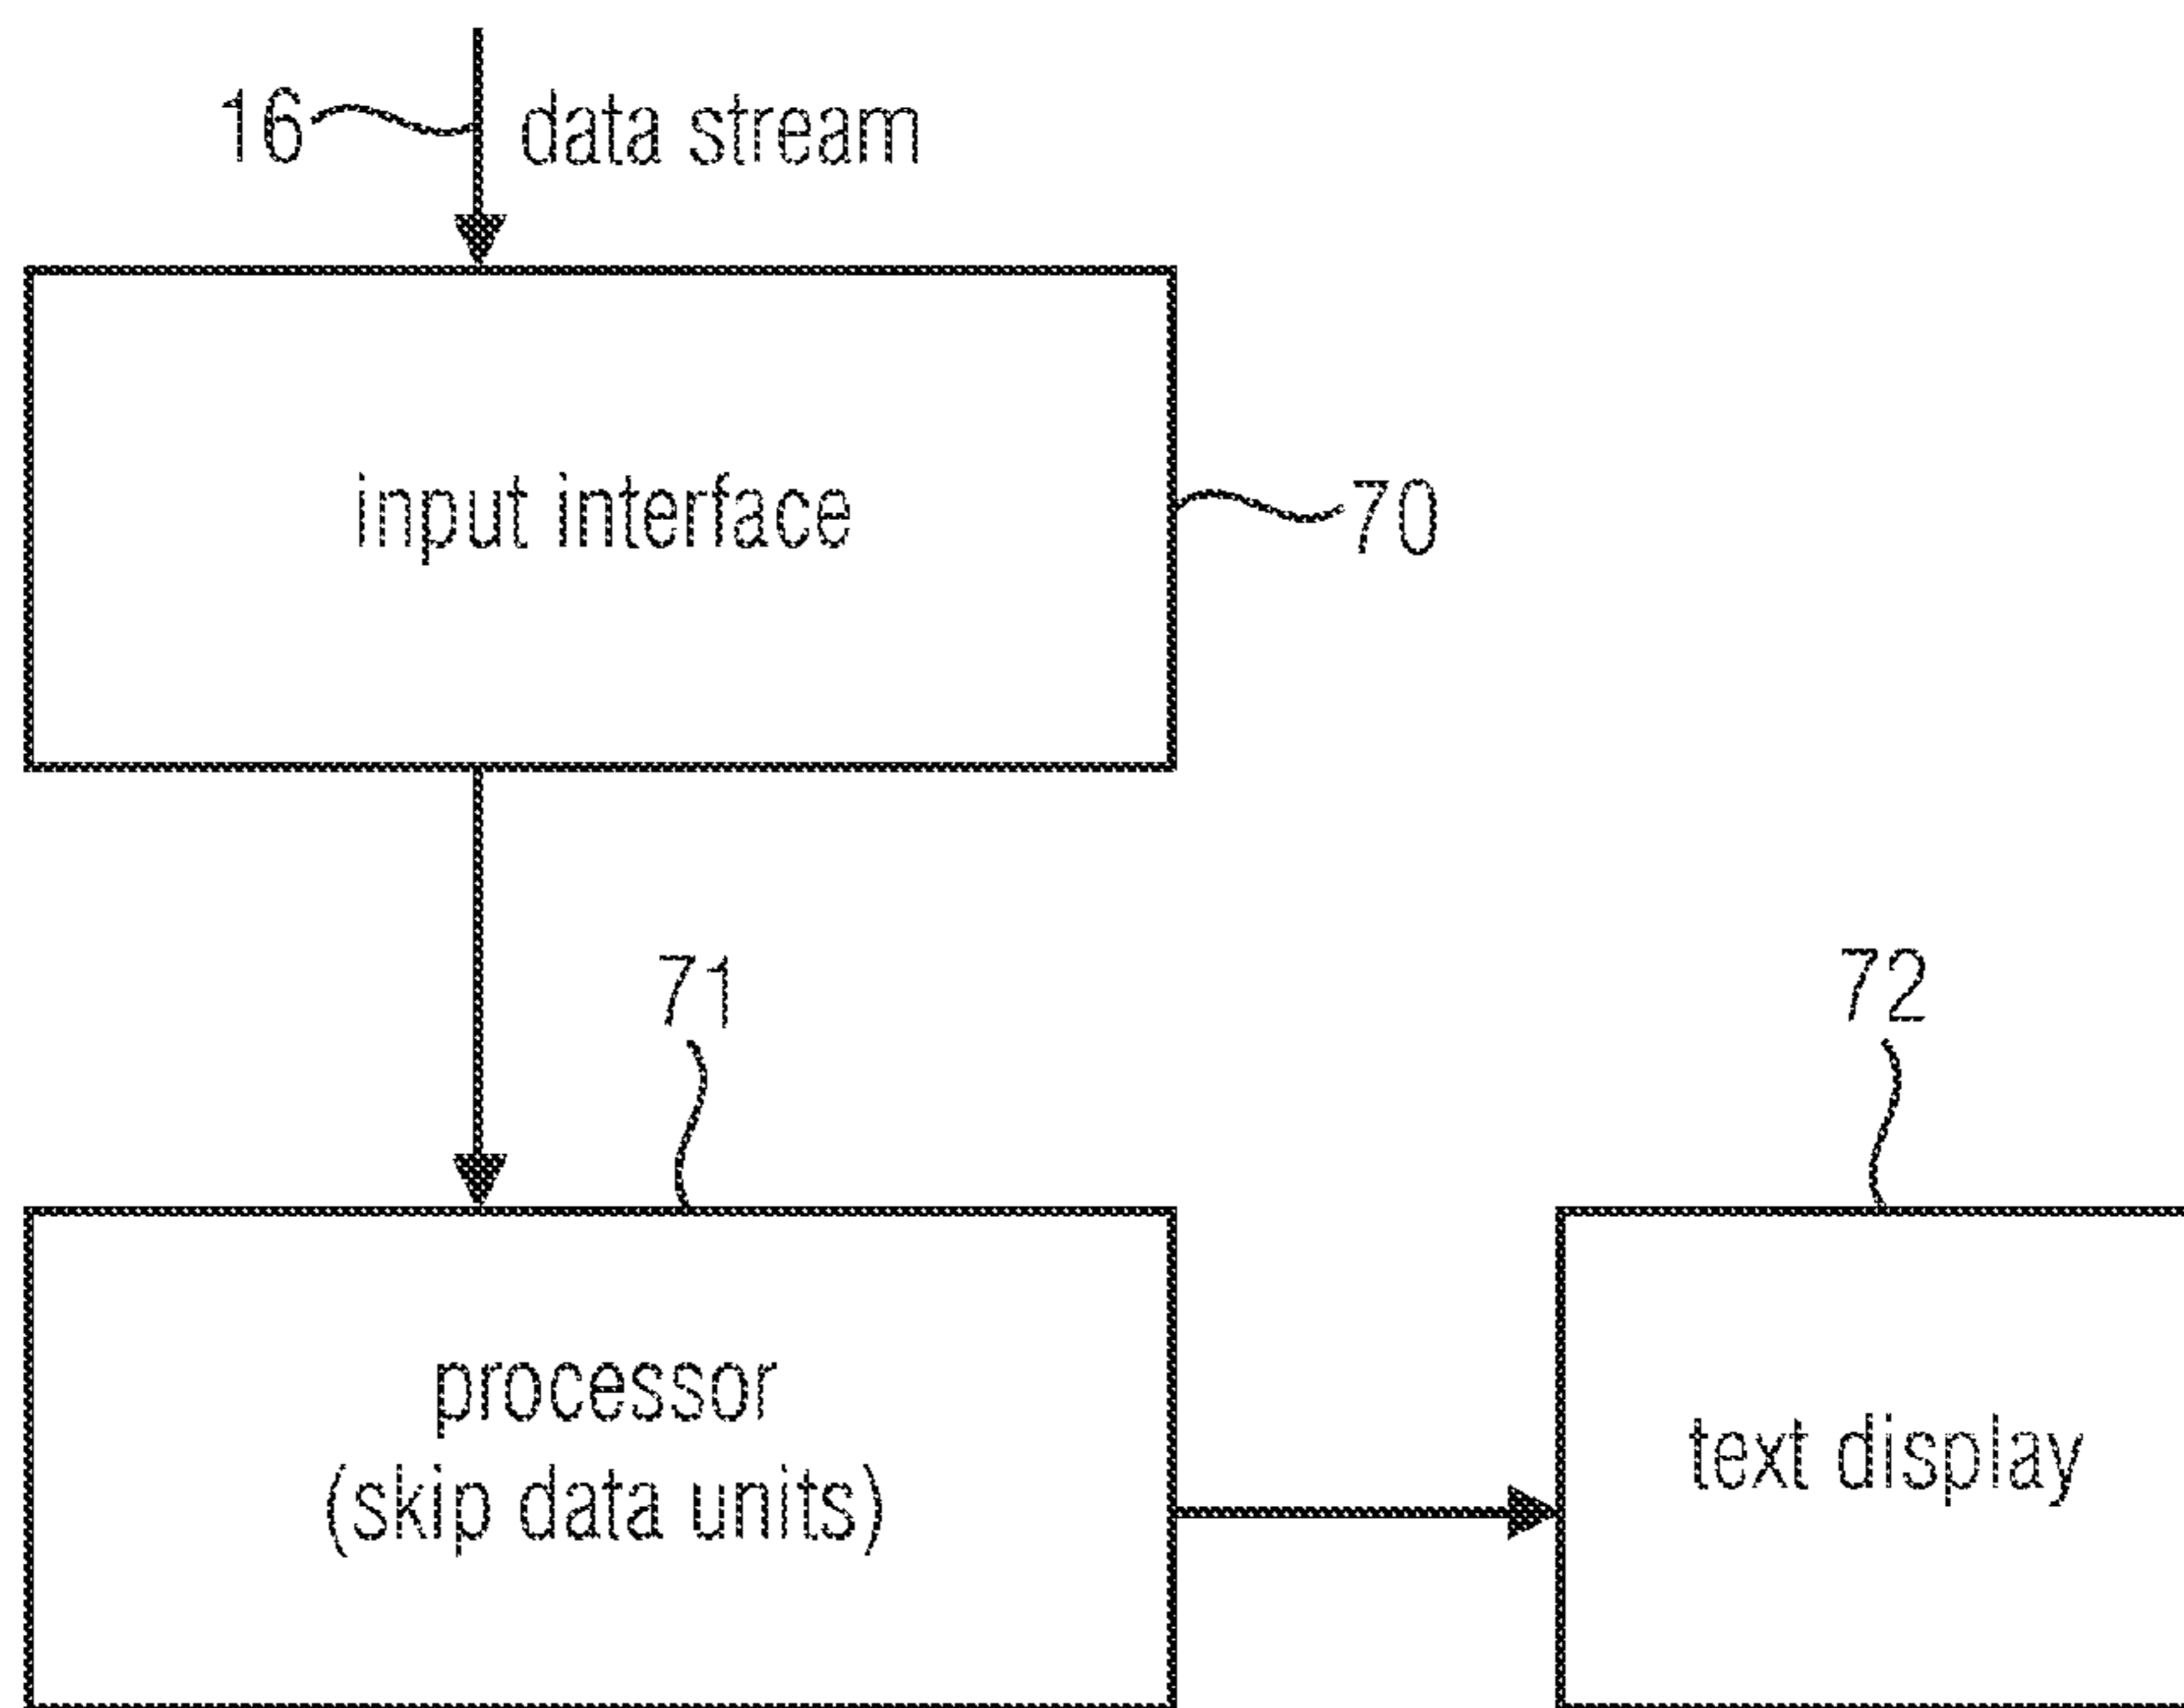 16
data stream
input interface
70
71
72
processor
(skip data units)
text display